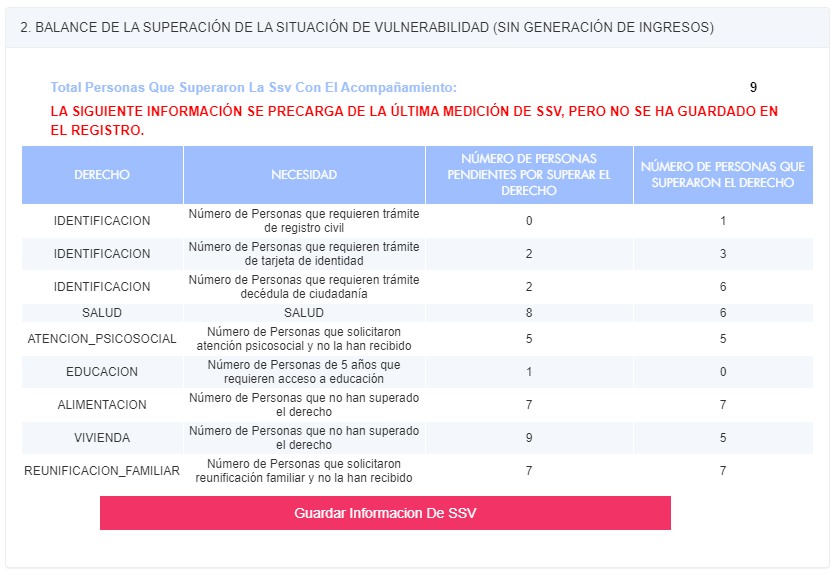 2. BALANCE DE LA SUPERACIÓN DE LA SITUACIÓN DE VULNERABILIDAD (SIN GENERACIÓN DE INGRESOS)
Total Personas Que Superaron La Ssv Con El Acompañamiento: 9
LA SIGUIENTE INFORMACIÓN SE PRECARGA DE LA ÚLTIMA MEDICIÓN DE SSV, PERO NO SE HA GUARDADO EN
EL REGISTRO.
DERECHO
NECESIDAD
NÚMERO DE PERSONAS
PENDIENTES POR SUPERAR EL
DERECHO
NÚMERO DE PERSONAS QUE
SUPERARON EL DERECHO
IDENTIFICACION
Número de Personas que requieren trámite
de registro civil
0
1
IDENTIFICACION
Número de Personas que requieren trámite
de tarjeta de identidad
2
3
IDENTIFICACION
Número de Personas que requieren trámite
decédula de ciudadanía
2
6
SALUD
SALUD
8
6
ATENCION_PSICOSOCIAL
Número de Personas que solicitaron
atención psicosocial y no la han recibido
5
5
EDUCACION
Número de Personas de 5 años que
requieren acceso a educación
1
0
ALIMENTACION
Número de Personas que no han superado
el derecho
7
7
VIVIENDA
Número de Personas que no han superado
el derecho
9
5
REUNIFICACION_FAMILIAR
Número de Personas que solicitaron
reunificación familiar y no la han recibido
7
7
Guardar Informacion De SSV